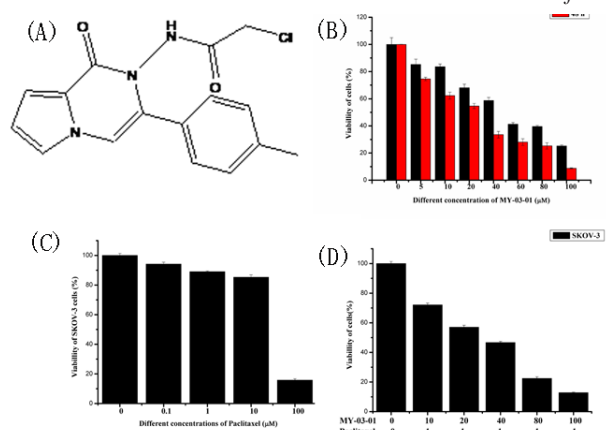 (A)
O
H
N
Cl
N
O
N
(B)
120
100
80
60
40
20
0
Viability of cells (%)
0 5 10 20 40 60 80 100
Different concentration of MY-03-01 (μM)
(C)
100
80
60
40
20
0
Viability of SKOV-3 cells (%)
0 0.1 1 10 100
Different concentrations of Paclitaxel (μM)
(D)
SKOV-3
100
80
60
40
20
0
Viability of cells(%)
MY-03-01 0 10 20 40 80 100